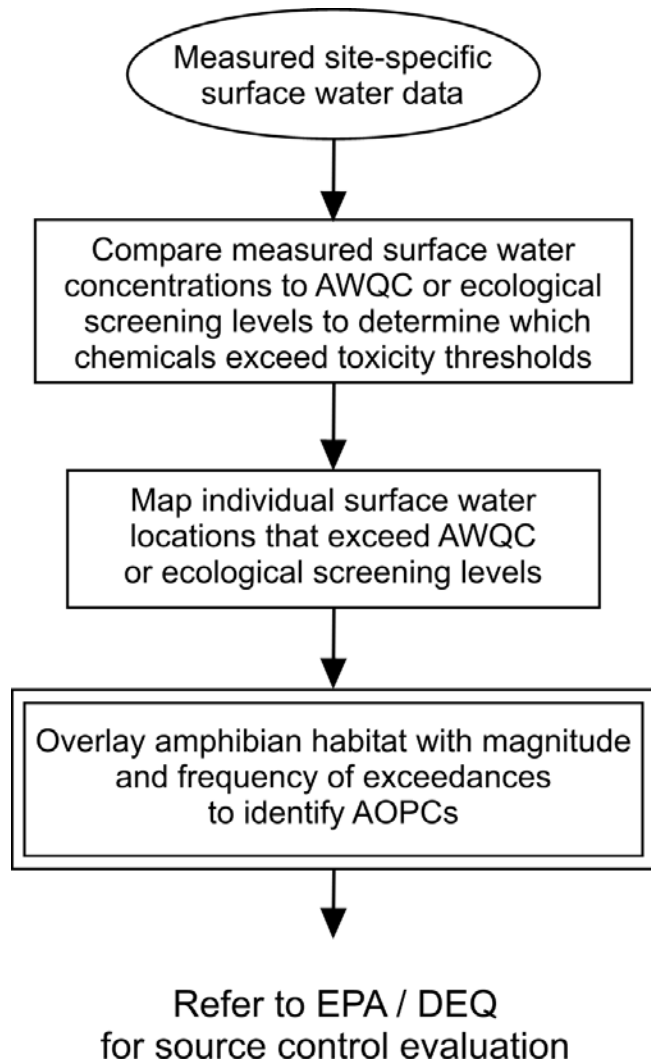 Measured site-specific
surface water data
Compare measured surface water
concentrations to AWQC or ecological
screening levels to determine which
chemicals exceed toxicity thresholds
Map individual surface water
locations that exceed AWQC
or ecological screening levels
Overlay amphibian habitat with magnitude
and frequency of exceedances
to identify AOPCs
Refer to EPA / DEQ
for source control evaluation